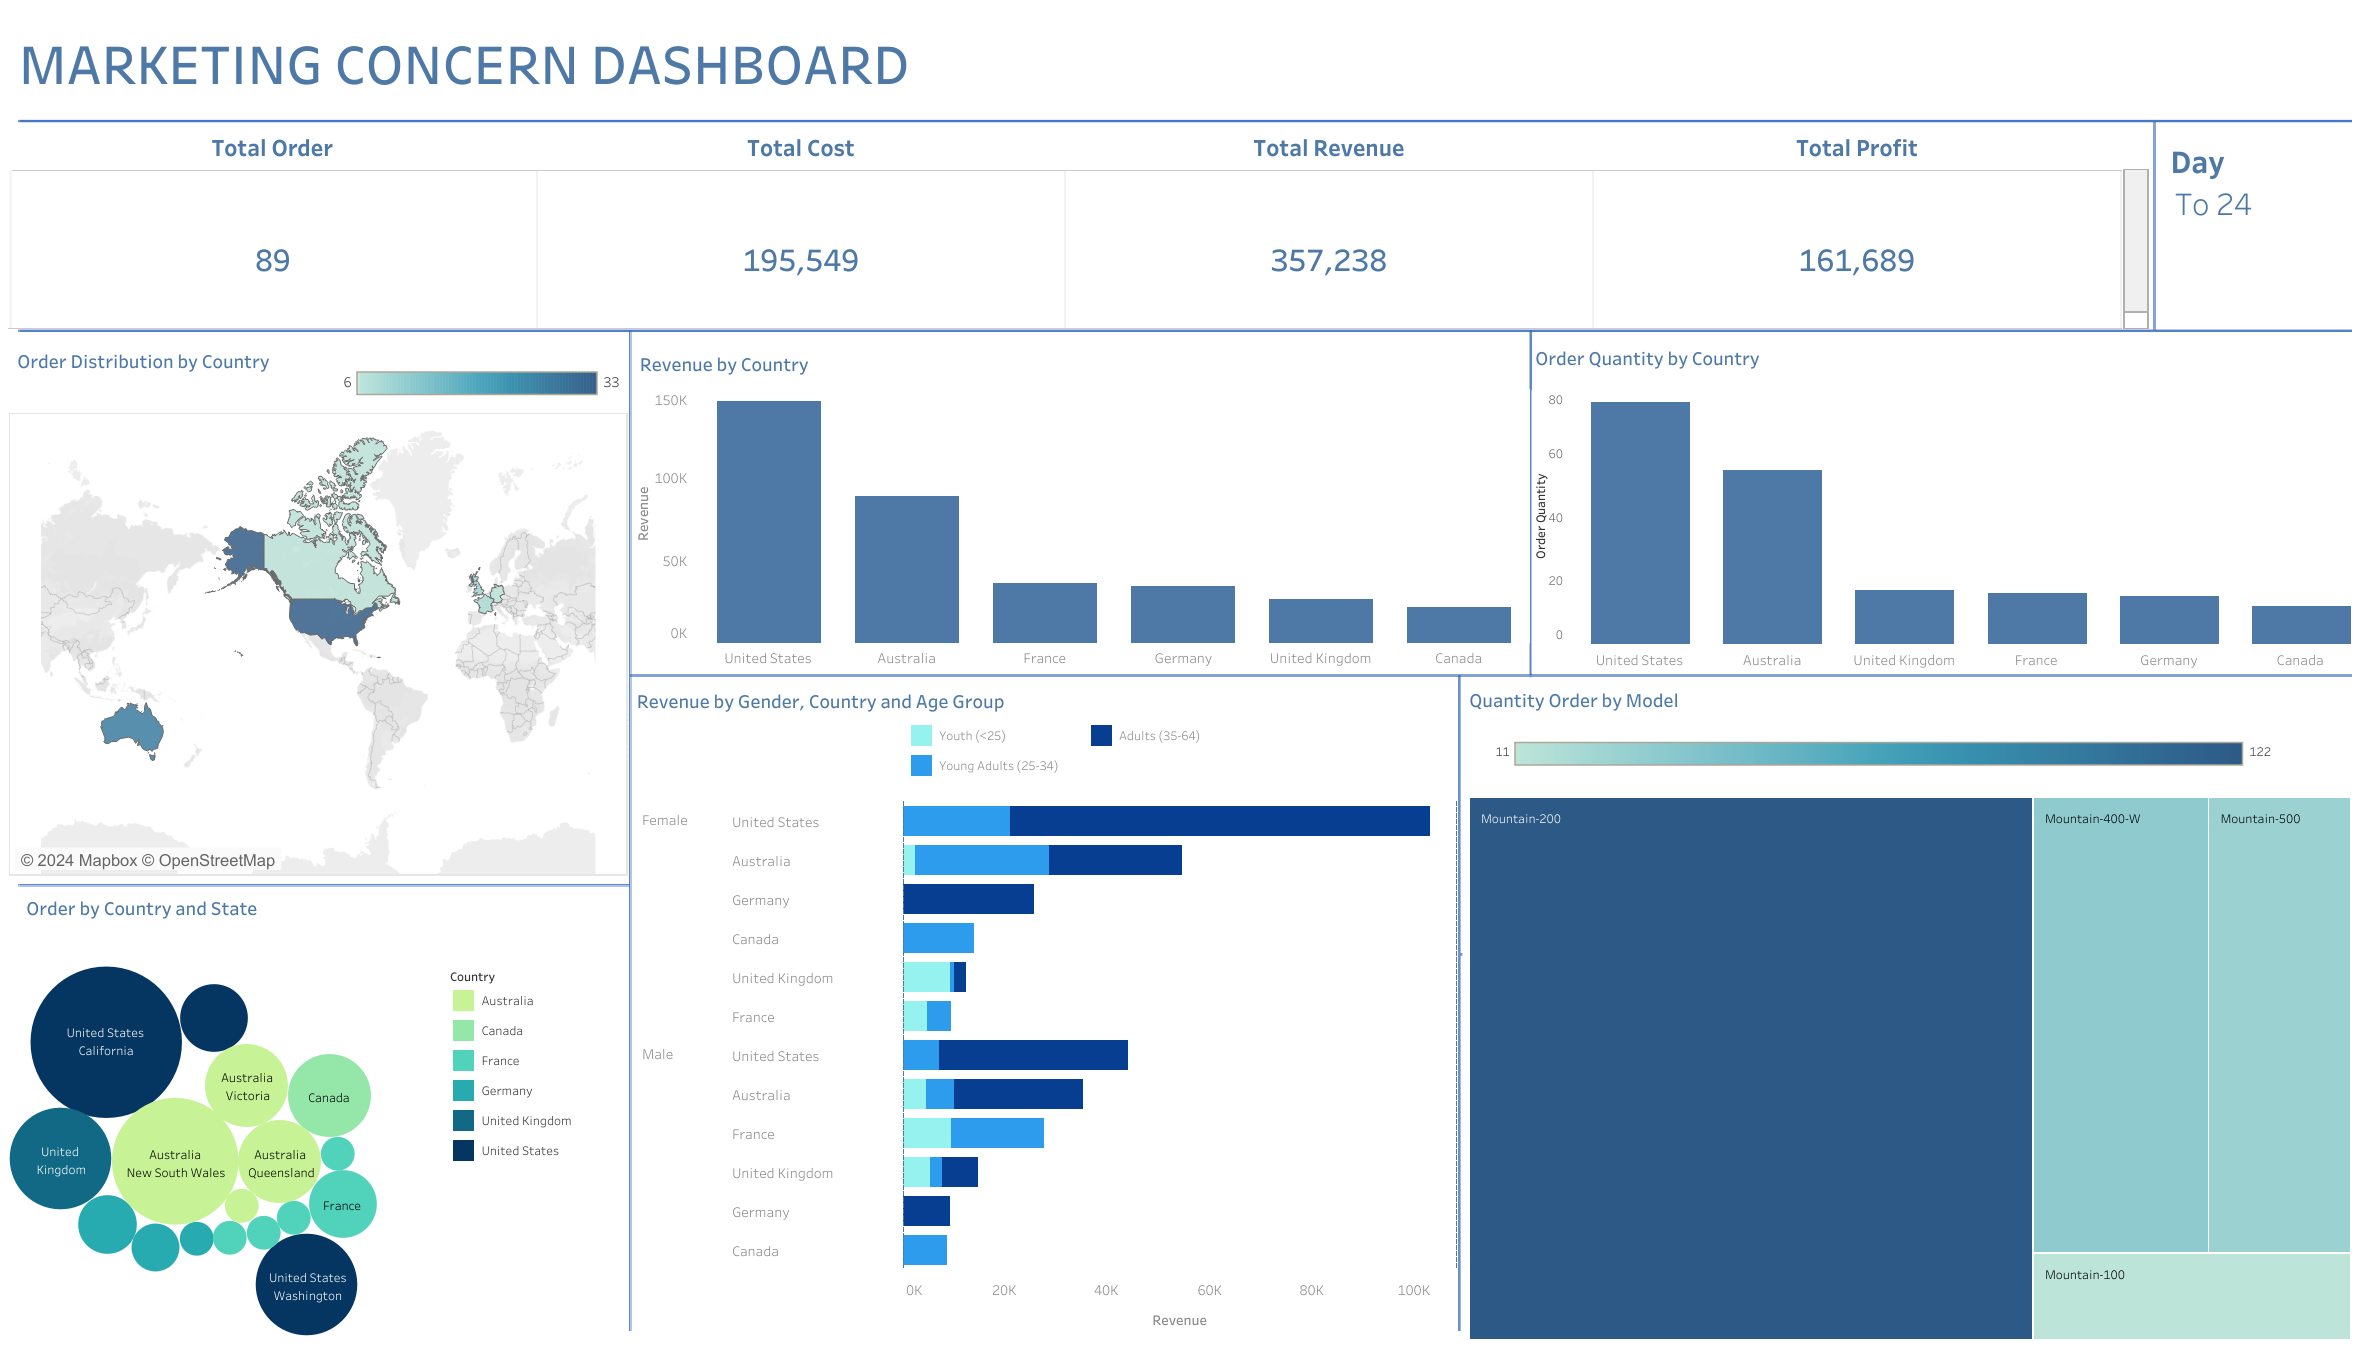 MARKETING CONCERN DASHBOARD
Total Order
Total Cost
Total Revenue
Total Profit
89
195,549
357,238
161,689
Day
To 24
Order Distribution by Country
6
33
© 2024 Mapbox © OpenStreetMap
Revenue by Country
Revenue
150K
100K
50K
0K
United States
Australia
France
Germany
United Kingdom
Canada
Order Quantity by Country
Order Quantity
80
60
40
20
0
United States
Australia
United Kingdom
France
Germany
Canada
Order by Country and State
United States
California
Australia
Victoria
Canada
United
Kingdom
Australia
New South Wales
Australia
Queensland
France
United States
Washington
Country
Australia
Canada
France
Germany
United Kingdom
United States
Revenue by Gender, Country and Age Group
Youth (<25)
Adults (35-64)
Young Adults (25-34)
Female
United States
Australia
Germany
Canada
United Kingdom
France
Male
United States
Australia
France
United Kingdom
Germany
Canada
0K
20K
40K
60K
80K
100K
Revenue
Quantity Order by Model
11
122
Mountain-200
Mountain-400-W
Mountain-500
Mountain-100